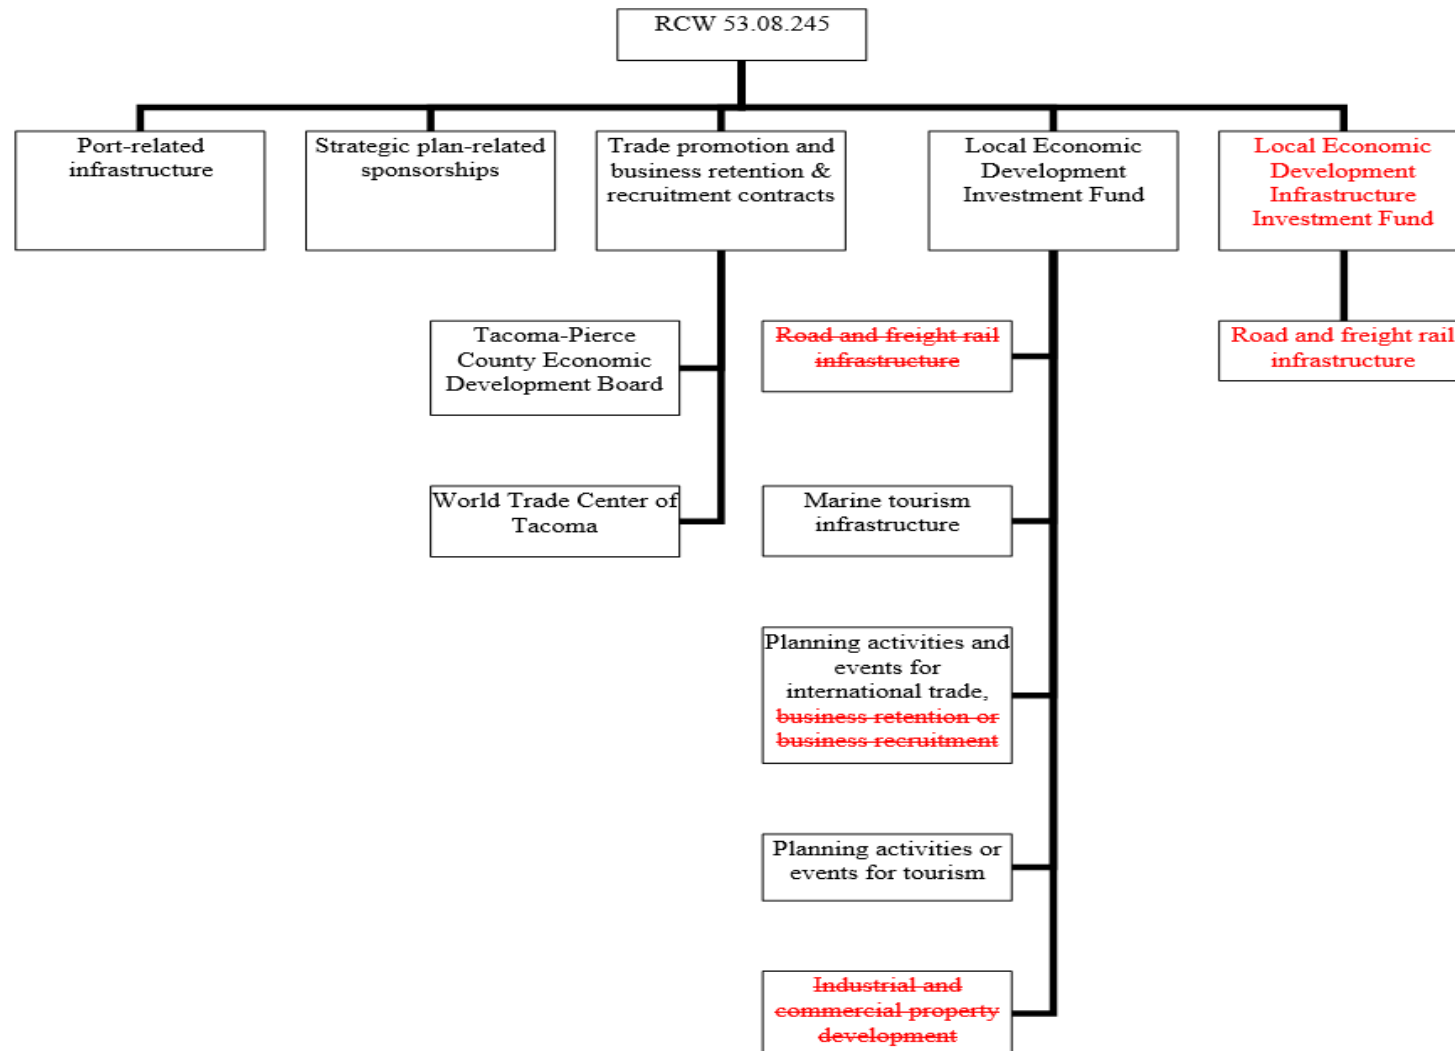 RCW 53.08.245
Port-related
infrastructure
Strategic plan-related
sponsorships
Trade promotion and
business retention &
recruitment contracts
Local Economic
Development
Investment Fund
Local Economic
Development
Infrastructure
Investment Fund
Tacoma-Pierce
County Economic
Development Board
World Trade Center of
Tacoma
Road and freight rail
infrastructure
Marine tourism
infrastructure
Planning activities and
events for
international trade,
business retention or
business recruitment
Planning activities or
events for tourism
Industrial and
commercial property
development
Road and freight rail
infrastructure